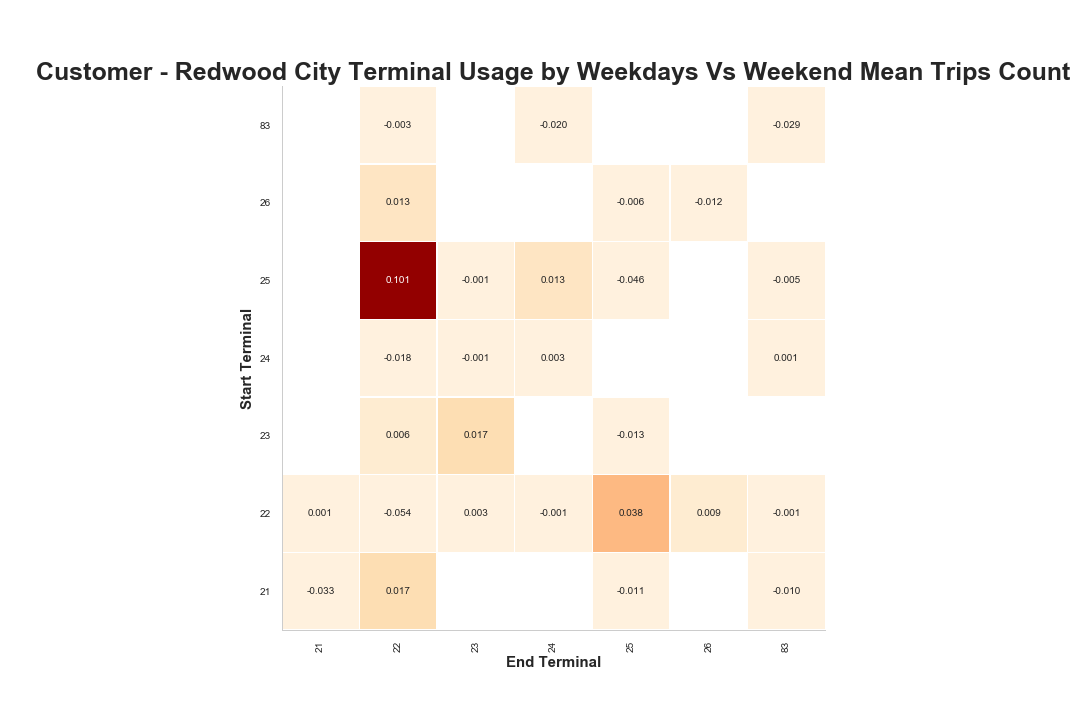 Customer - Redwood City Terminal Usage by Weekdays Vs Weekend Mean Trips Count
Start Terminal
83 -0.003 -0.020 -0.029
26 0.013 -0.006 -0.012
25 0.101 -0.001 0.013 -0.046 -0.005
24 -0.018 -0.001 0.003 0.001
23 0.006 0.017 -0.013
22 0.001 -0.054 0.003 -0.001 0.038 0.009 -0.001
21 -0.033 0.017 -0.011 -0.010
21 22 23 24 25 26 83
End Terminal